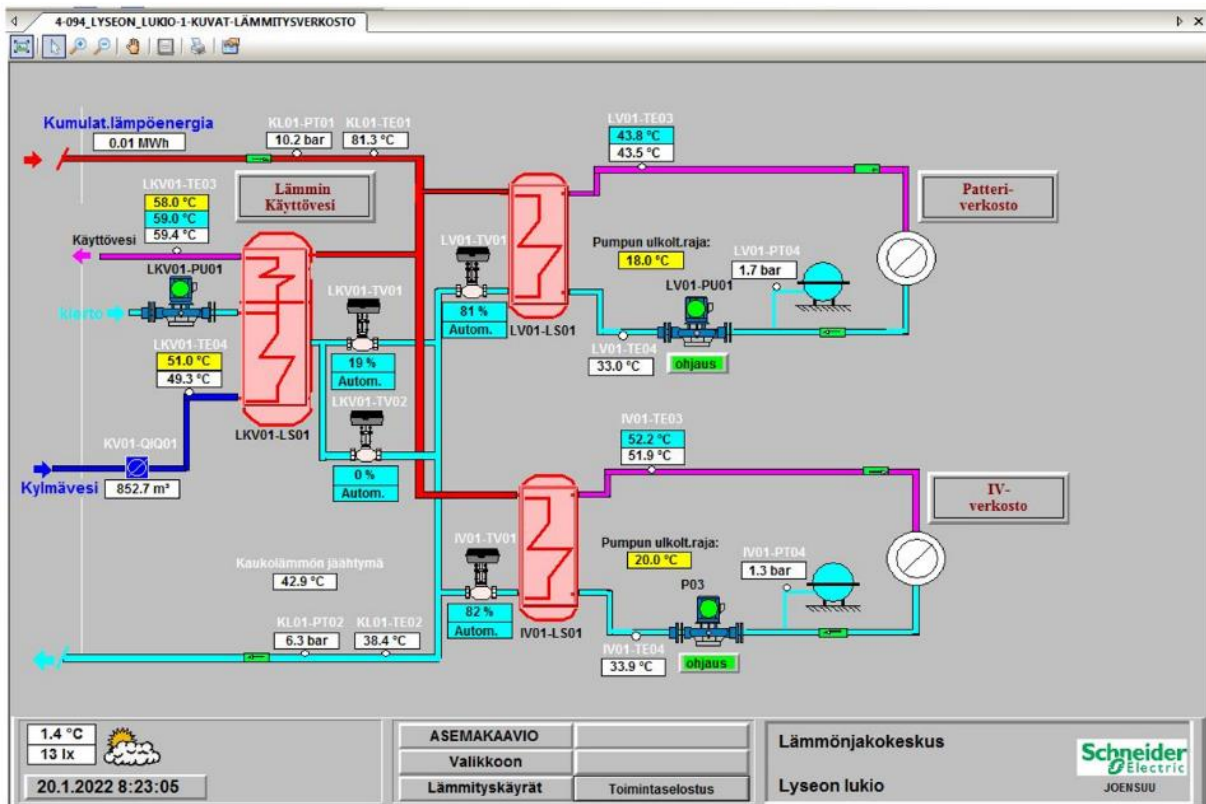 4-094_LYSEON_LUKIO-1-KUVAT-LÄMMITYSVERKOSTO
Kumulat.lämpöenergia
0.01 MWh
KL01-PT01
10.2 bar
KL01-TE01
81.3 °C
LV01-TE03
43.8 °C
43.5 °C
LKV01-TE03
58.0 °C
59.0 °C
59.4 °C
Lämmin
Käyttövesi
Patteri-
verkosto
Käyttövesi
LKV01-PU01
kierto
LKV01-TE04
51.0 °C
49.3 °C
LKV01-TV01
19 %
Autom.
LV01-TV01
81 %
Autom.
LV01-LS01
Pumpun ulkolt.raja:
18.0 °C
LV01-PU01
LV01-PT04
1.7 bar
LV01-TE04
33.0 °C
ohjaus
LKV01-TV02
0 %
Autom.
LKV01-LS01
KV01-QIQ01
Kylmävesi
852.7 m³
IV01-TE03
52.2 °C
51.9 °C
IV-
verkosto
Kaukolämmön jäähtymä
42.9 °C
IV01-TV01
82 %
Autom.
IV01-LS01
Pumpun ulkolt.raja:
20.0 °C
P03
IV01-PT04
1.3 bar
KL01-PT02
6.3 bar
KL01-TE02
38.4 °C
IV01-TE04
33.9 °C
ohjaus
1.4 °C
13 lx
20.1.2022 8:23:05
ASEMAKAAVIO
Valikkoon
Lämmityskäyrät
Toimintaselostus
Lämmönjakokeskus
Lyseon lukio
Schneider
Electric
JOENSUU